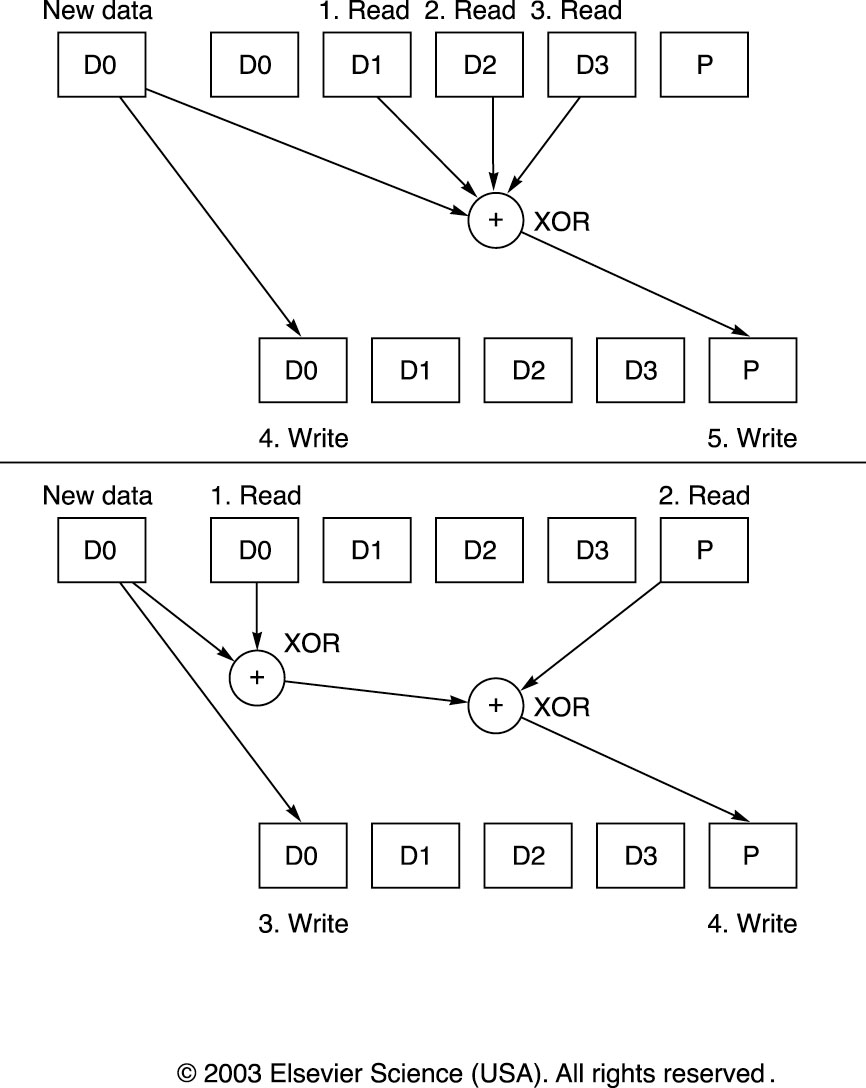 New data 1. Read 2. Read 3. Read
D0 D0 D1 D2 D3 P
+ XOR
D0 D1 D2 D3 P
4. Write 5. Write
New data 1. Read 2. Read
D0 D0 D1 D2 D3 P
XOR
+ + XOR
D0 D1 D2 D3 P
3. Write 4. Write
© 2003 Elsevier Science (USA). All rights reserved.